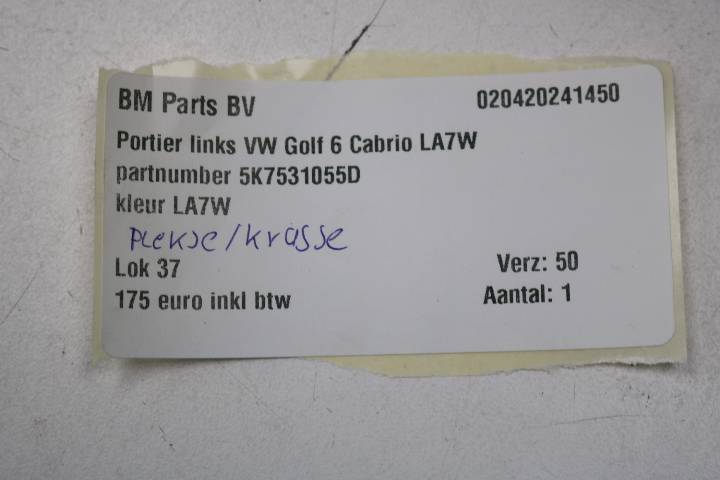 BM Parts BV 020420241450
Portier links VW Golf 6 Cabrio LA7W
partnumber 5K7531055D
kleur LA7W
plekje/krasse
Lok 37 Verz: 50
175 euro inkl btw Aantal: 1